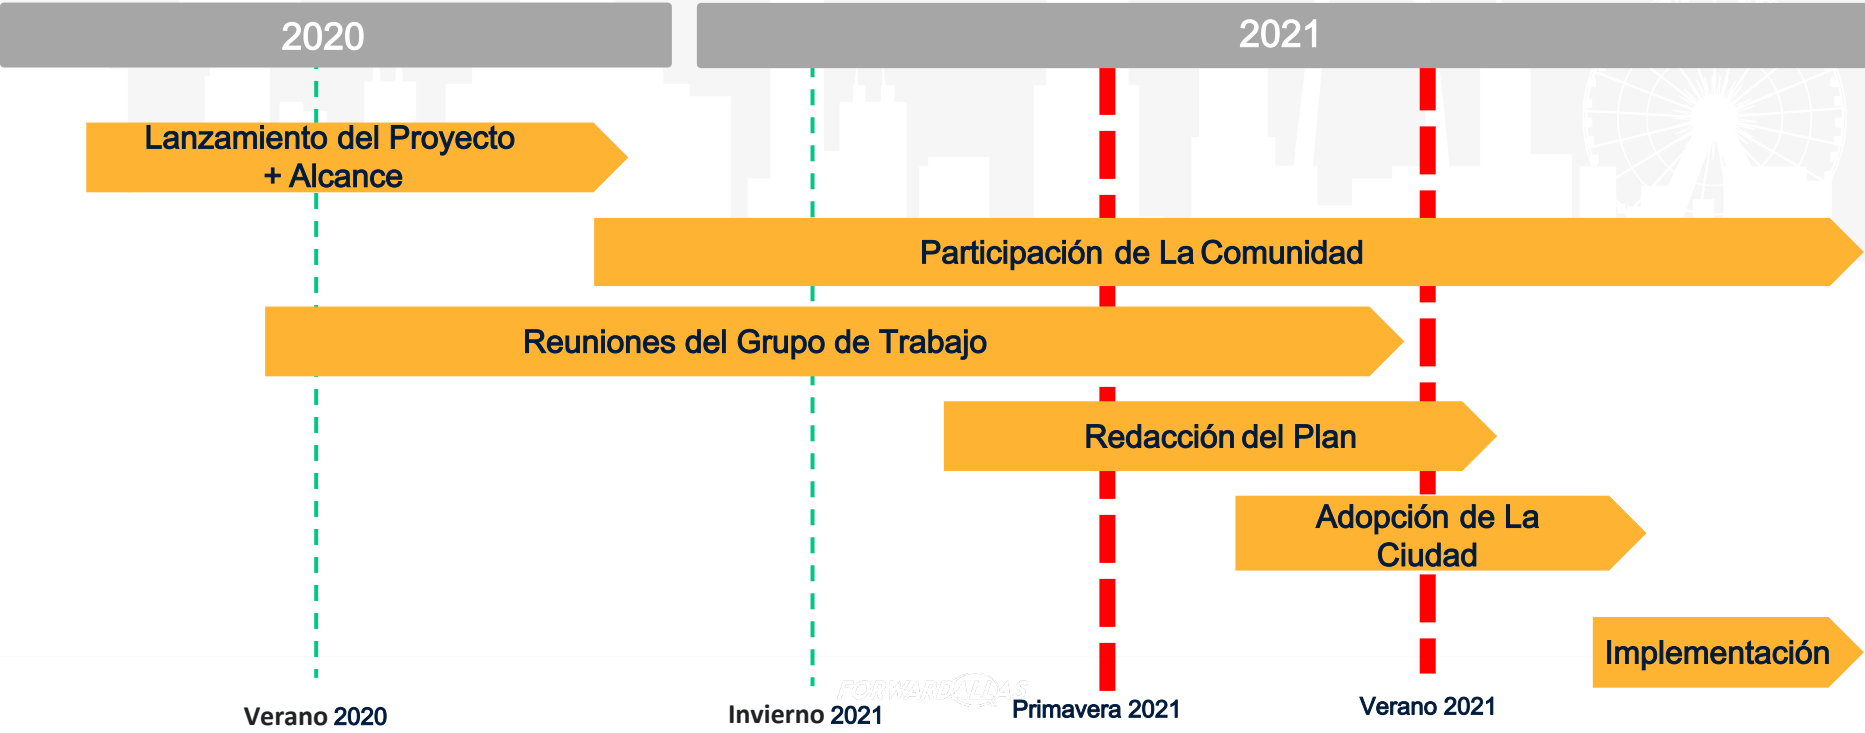 2020
2021
Lanzamiento del Proyecto
+ Alcance
Participación de La Comunidad
Reuniones del Grupo de Trabajo
Redacción del Plan
Adopción de La
Ciudad
Implementación
FORWARDALLAS
Verano 2020
Invierno 2021
Primavera 2021
Verano 2021